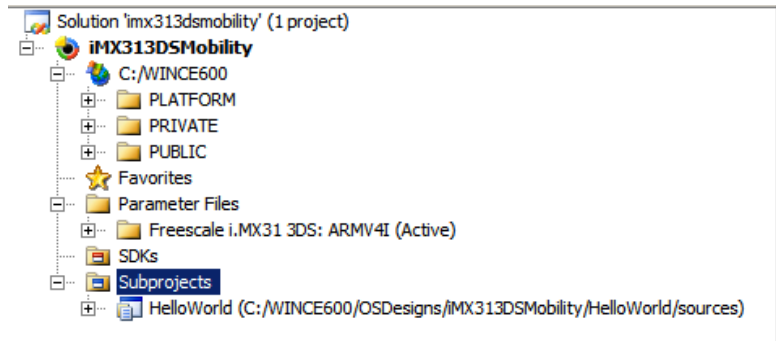 Solution 'imx313dsmobility' (1 project)
iMX313DSMobility
C:/WINCE600
PLATFORM
PRIVATE
PUBLIC
Favorites
Parameter Files
Freescale i.MX31 3DS: ARMV4I (Active)
SDKs
Subprojects
HelloWorld (C:/WINCE600/OSDesigns/iMX313DSMobility/HelloWorld/sources)